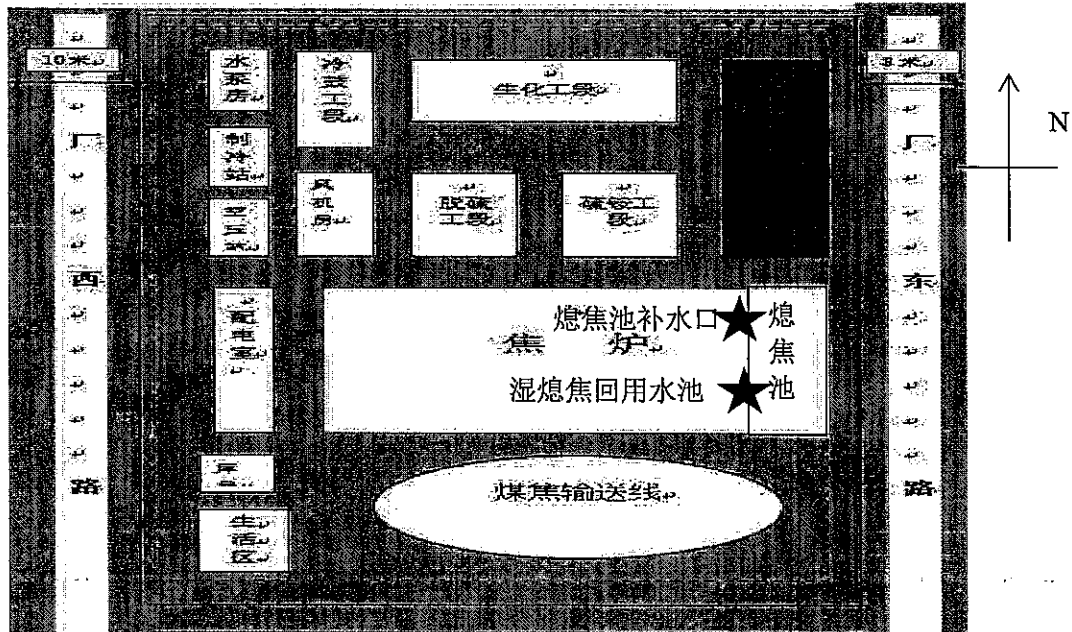 10米
8米
厂
西
路
水
泵
房
制
冷
站
冷
鼓
工
段
风
机
房
生化工段
脱硫
工段
硫铵工
段
配
电
室
焦 炉
熄焦池补水口
湿熄焦回用水池
熄
焦
池
煤焦输送线
生
活
区
厂
东
路
N